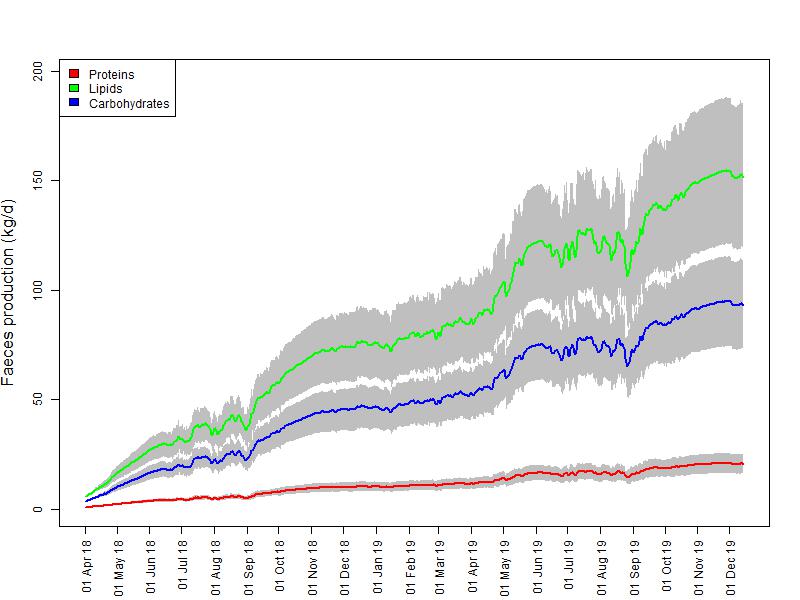 Proteins
Lipids
Carbohydrates
Faeces production (kg/d)
200
150
100
50
0
01 Apr 18
01 May 18
01 Jun 18
01 Jul 18
01 Aug 18
01 Sep 18
01 Oct 18
01 Nov 18
01 Dec 18
01 Jan 19
01 Feb 19
01 Mar 19
01 Apr 19
01 May 19
01 Jun 19
01 Jul 19
01 Aug 19
01 Sep 19
01 Oct 19
01 Nov 19
01 Dec 19